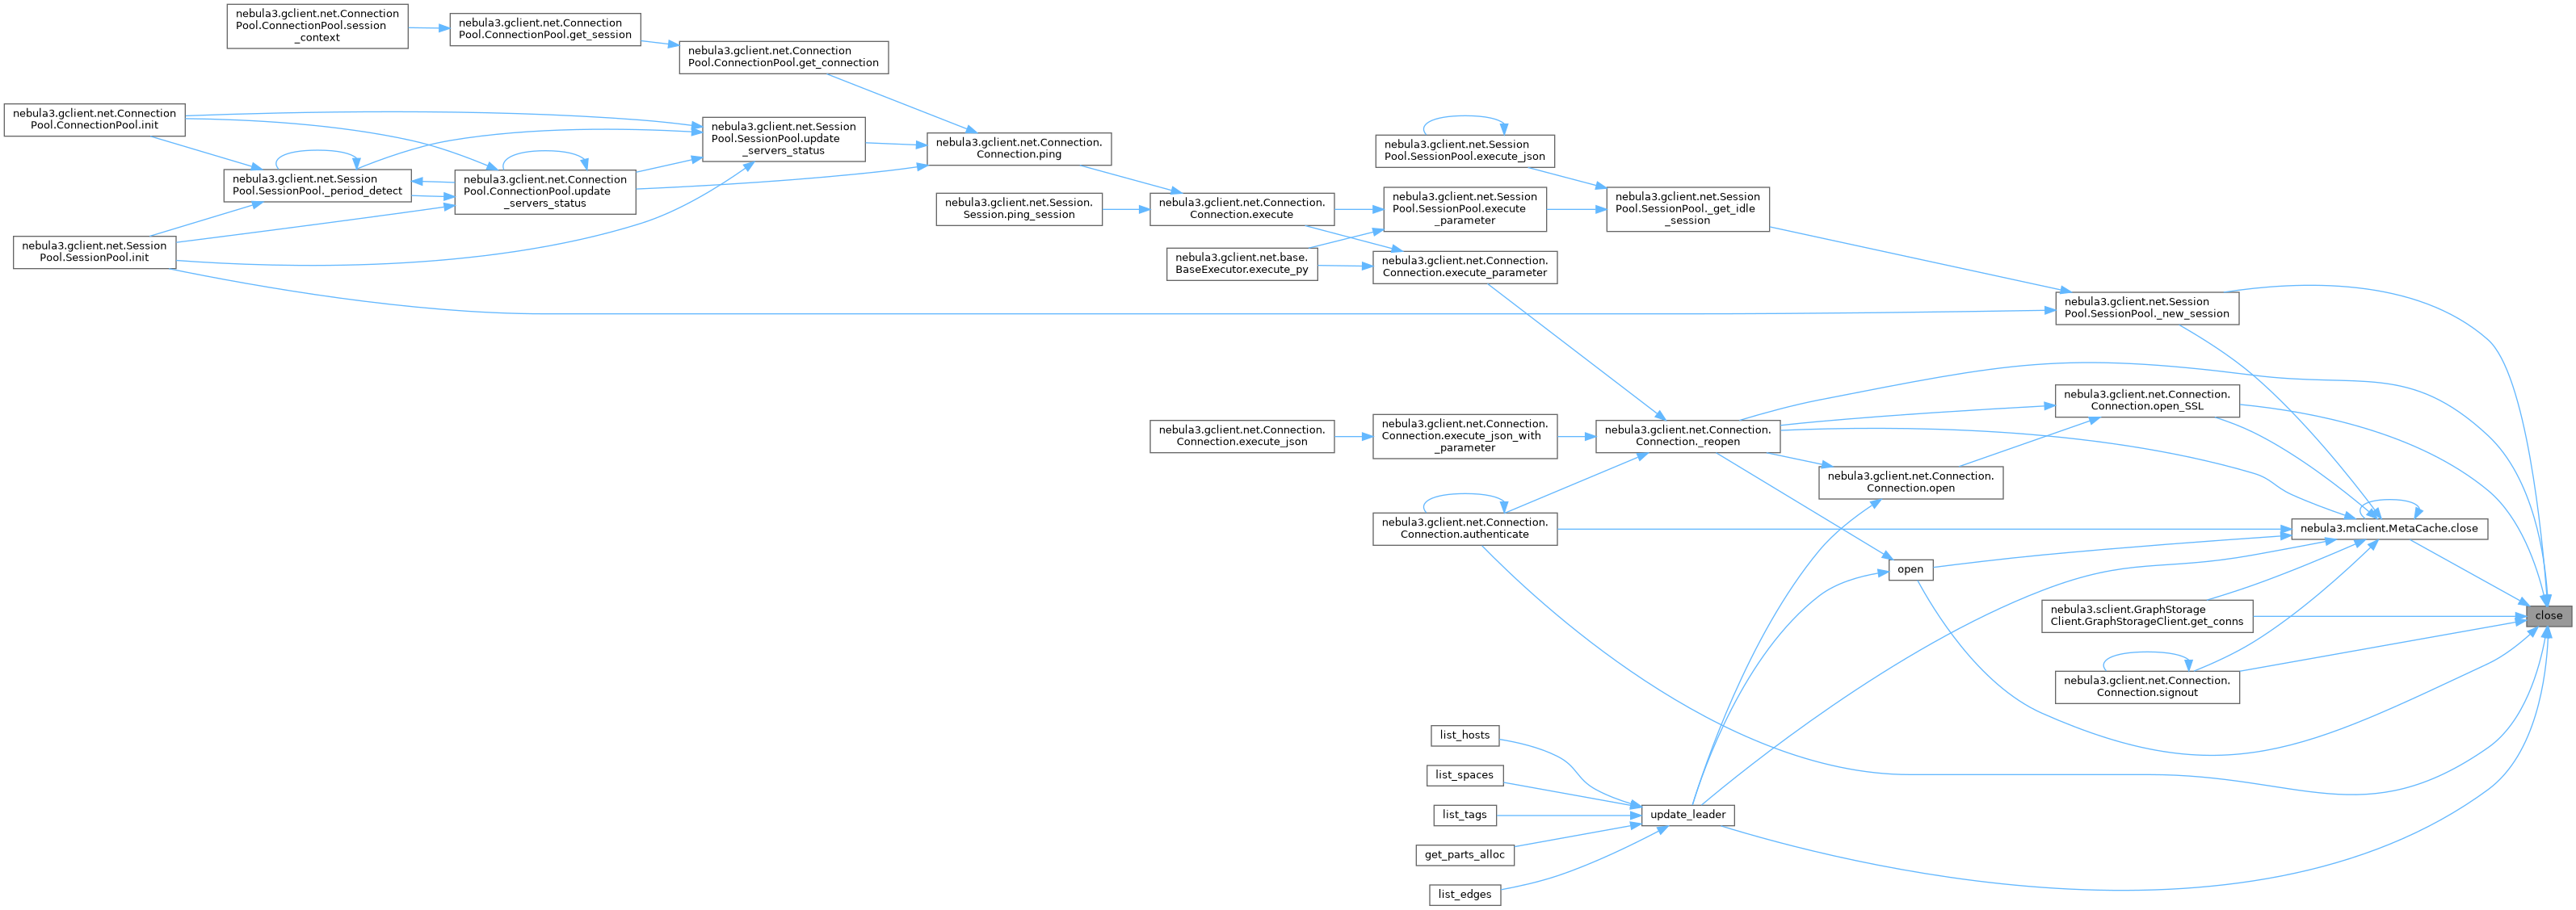 nebula3.gclient.net.Connection
Pool.ConnectionPool.session
_context
nebula3.gclient.net.Connection
Pool.ConnectionPool.get_session
nebula3.gclient.net.Connection
Pool.ConnectionPool.get_connection
nebula3.gclient.net.Connection
Pool.ConnectionPool.init
nebula3.gclient.net.Session
Pool.SessionPool.update
_servers_status
nebula3.gclient.net.Connection.
Connection.ping
nebula3.gclient.net.Session
Pool.SessionPool.execute_json
nebula3.gclient.net.Session
Pool.SessionPool._period_detect
nebula3.gclient.net.Connection
Pool.ConnectionPool.update
_servers_status
nebula3.gclient.net.Session.
Session.ping_session
nebula3.gclient.net.Connection.
Connection.execute
nebula3.gclient.net.Session
Pool.SessionPool.execute
_parameter
nebula3.gclient.net.Session
Pool.SessionPool._get_idle
_session
nebula3.gclient.net.Session
Pool.SessionPool.init
nebula3.gclient.net.base.
BaseExecutor.execute_py
nebula3.gclient.net.Connection.
Connection.execute_parameter
nebula3.gclient.net.Session
Pool.SessionPool._new_session
nebula3.gclient.net.Connection.
Connection.open_SSL
nebula3.gclient.net.Connection.
Connection.execute_json
nebula3.gclient.net.Connection.
Connection.execute_json_with
_parameter
nebula3.gclient.net.Connection.
Connection._reopen
nebula3.gclient.net.Connection.
Connection.open
nebula3.gclient.net.Connection.
Connection.authenticate
nebula3.mclient.MetaCache.close
open
nebula3.sclient.GraphStorage
Client.GraphStorageClient.get_conns
close
nebula3.gclient.net.Connection.
Connection.signout
list_hosts
list_spaces
list_tags
update_leader
get_parts_alloc
list_edges